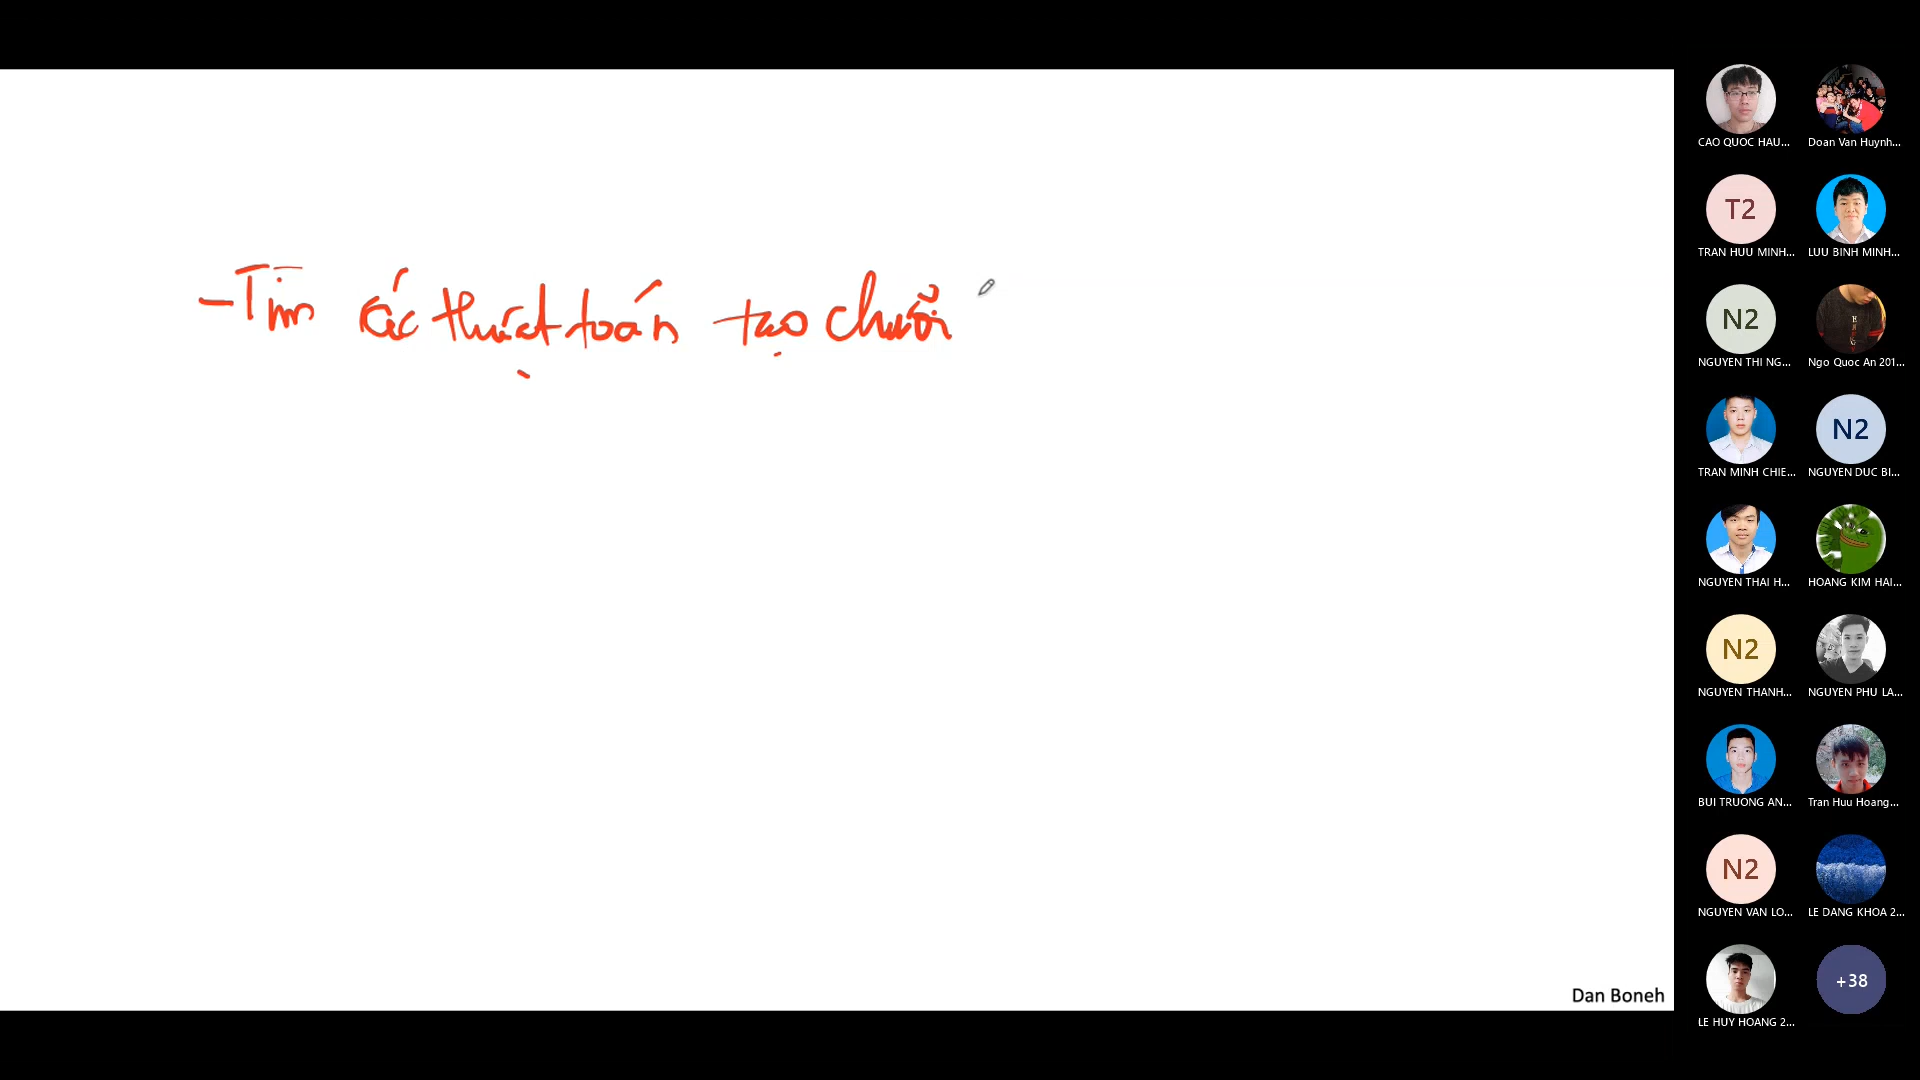 - Tìm các thuật toán tạo chuỗi
Dan Boneh
CAO QUOC HAU...
Doan Van Huynh...
T2
TRAN HUU MINH...
LUU BINH MINH...
N2
NGUYEN THI NG...
Ngo Quoc An 201...
TRAN MINH CHIE...
N2
NGUYEN DUC BI...
NGUYEN THAI H...
HOANG KIM HAI...
N2
NGUYEN THANH...
NGUYEN PHU LA...
BUI TRUONG AN...
Tran Huu Hoang...
N2
NGUYEN VAN LO...
LE DANG KHOA 2...
LE HUY HOANG 2...
+38